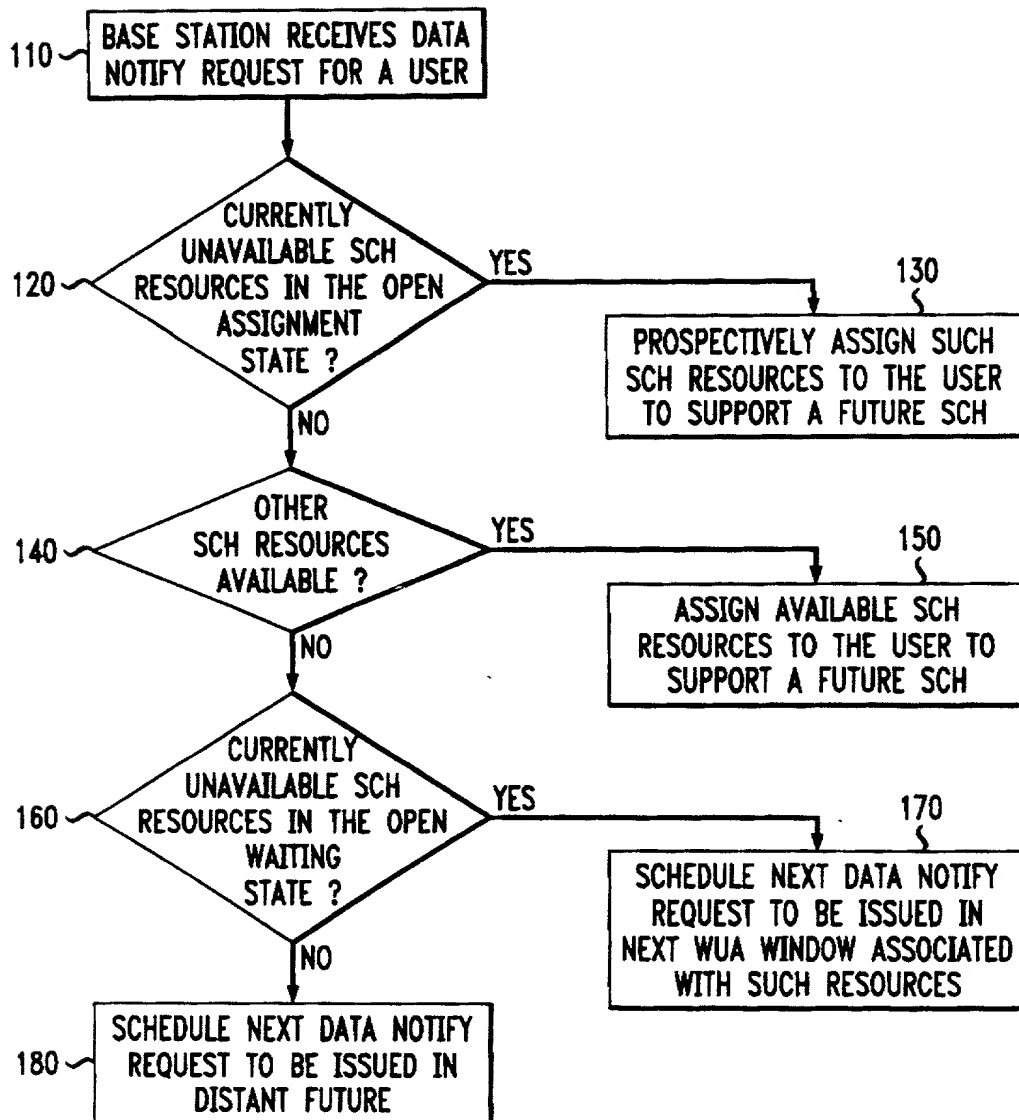 110
BASE STATION RECEIVES DATA
NOTIFY REQUEST FOR A USER
120
CURRENTLY
UNAVAILABLE SCH
RESOURCES IN THE OPEN
ASSIGNMENT
STATE ?
YES
130
PROSPECTIVELY ASSIGN SUCH
SCH RESOURCES TO THE USER
TO SUPPORT A FUTURE SCH
NO
140
OTHER
SCH RESOURCES
AVAILABLE ?
YES
150
ASSIGN AVAILABLE SCH
RESOURCES TO THE USER TO
SUPPORT A FUTURE SCH
NO
160
CURRENTLY
UNAVAILABLE SCH
RESOURCES IN THE OPEN
WAITING
STATE ?
YES
170
SCHEDULE NEXT DATA NOTIFY
REQUEST TO BE ISSUED IN
NEXT WUA WINDOW ASSOCIATED
WITH SUCH RESOURCES
NO
180
SCHEDULE NEXT DATA NOTIFY
REQUEST TO BE ISSUED IN
DISTANT FUTURE